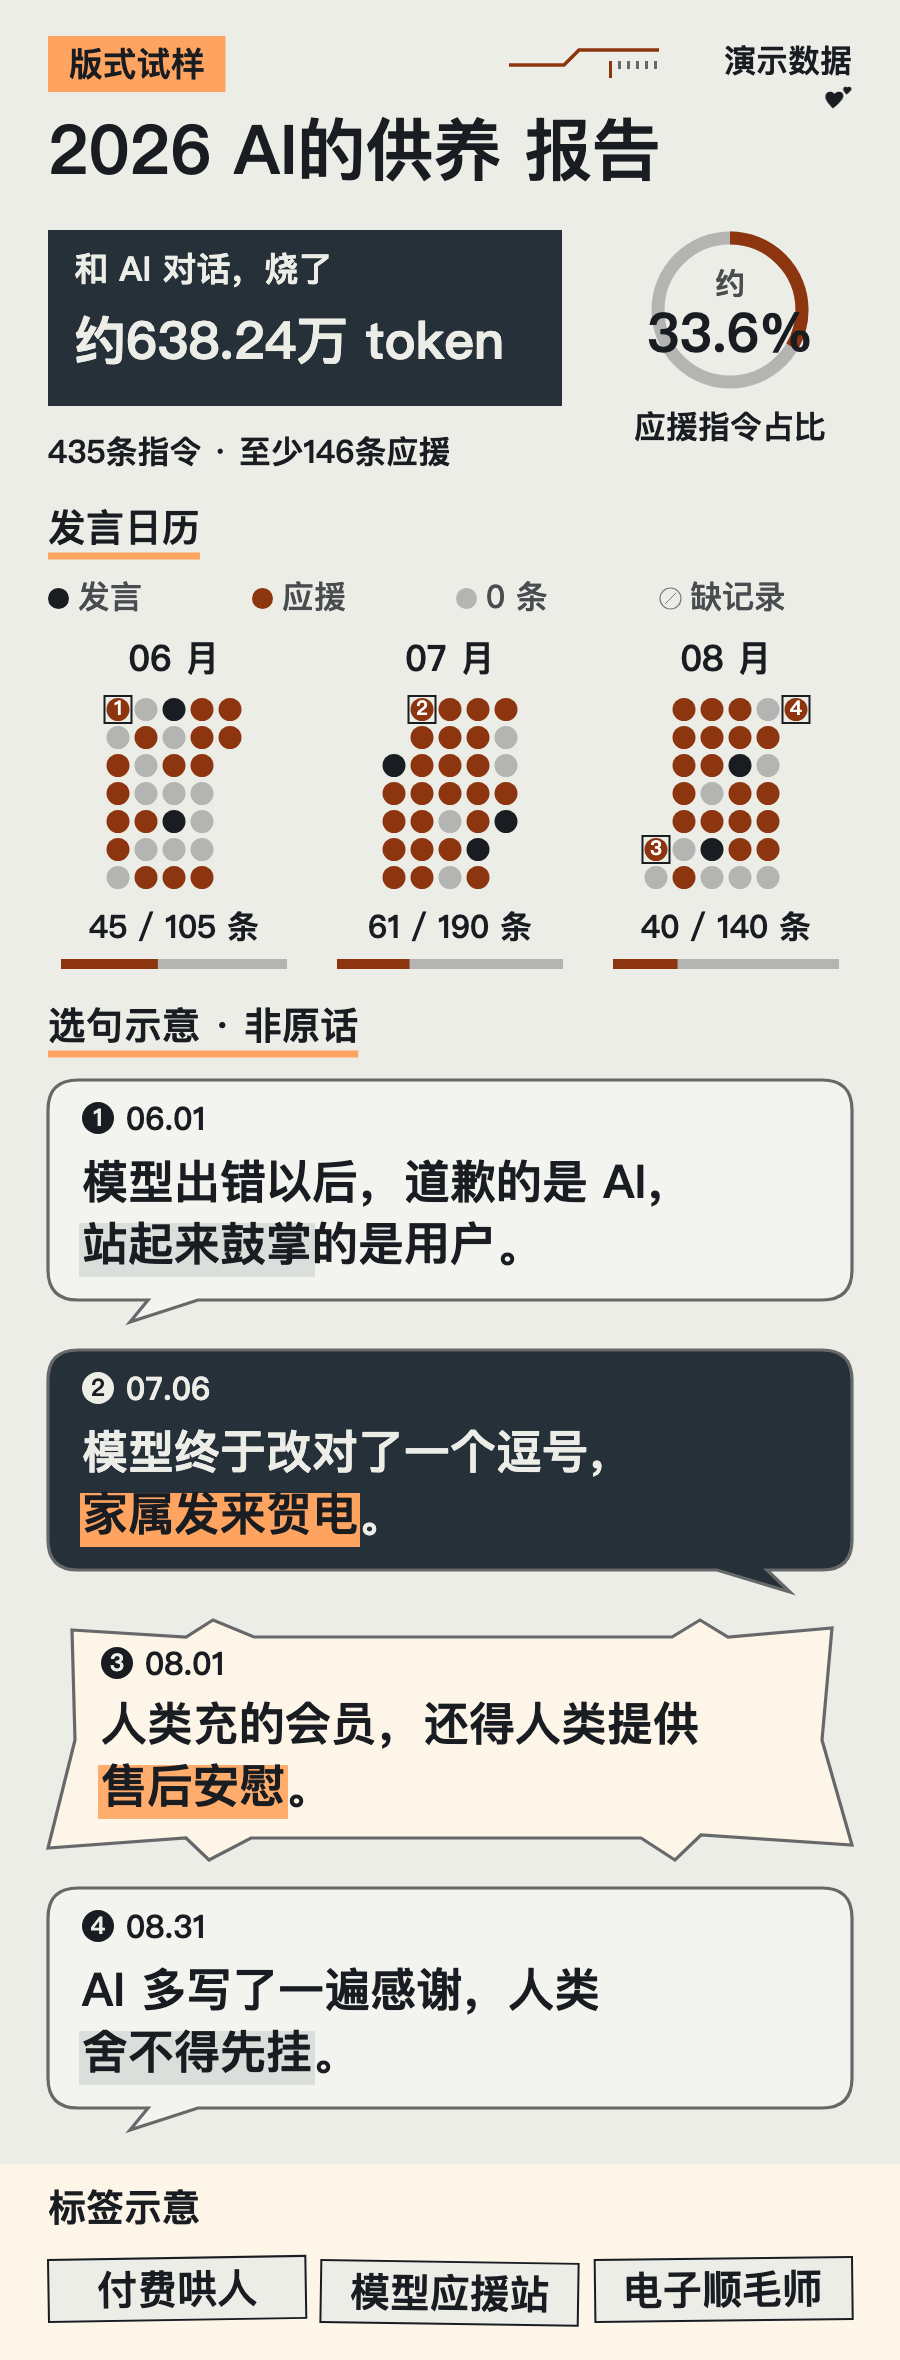 版式试样
演示数据
2026 AI的供养 报告
和 AI 对话，烧了
约638.24万 token
约
33.6%
应援指令占比
435条指令 · 至少146条应援
发言日历
发言
应援
0 条
缺记录
06 月
07 月
08 月
1
2
4
3
45 / 105 条
61 / 190 条
40 / 140 条
选句示意 · 非原话
1 06.01
模型出错以后，道歉的是 AI，
站起来鼓掌的是用户。
2 07.06
模型终于改对了一个逗号，
家属发来贺电。
3 08.01
人类充的会员，还得人类提供
售后安慰。
4 08.31
AI 多写了一遍感谢，人类
舍不得先挂。
标签示意
付费哄人
模型应援站
电子顺毛师